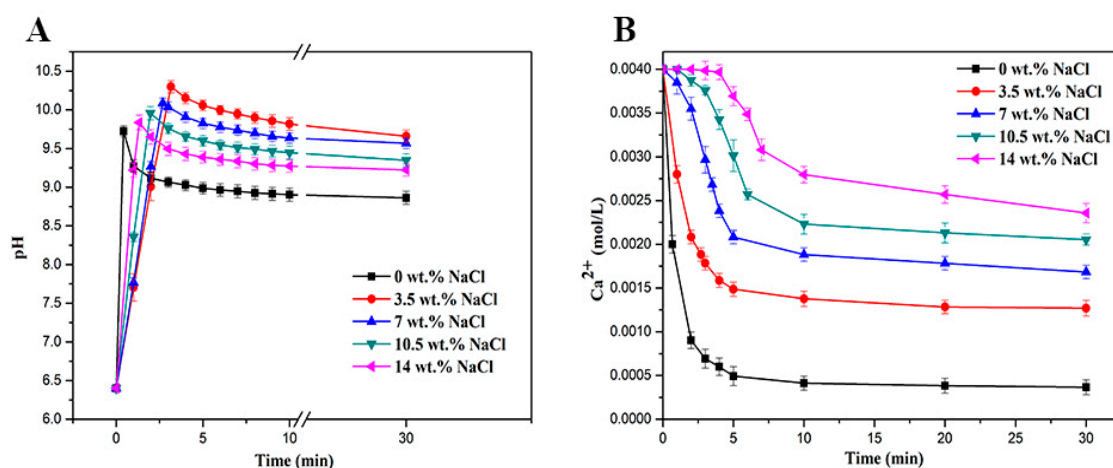 A
10.5
10.0
9.5
9.0
8.5
8.0
7.5
7.0
6.5
6.0
pH
0 wt.% NaCl
3.5 wt.% NaCl
7 wt.% NaCl
10.5 wt.% NaCl
14 wt.% NaCl
0 5 10 30
Time (min)
B
0.0040
0.0035
0.0030
0.0025
0.0020
0.0015
0.0010
0.0005
0.0000
Ca2+ (mol/L)
0 wt.% NaCl
3.5 wt.% NaCl
7 wt.% NaCl
10.5 wt.% NaCl
14 wt.% NaCl
0 5 10 15 20 25 30
Time (min)